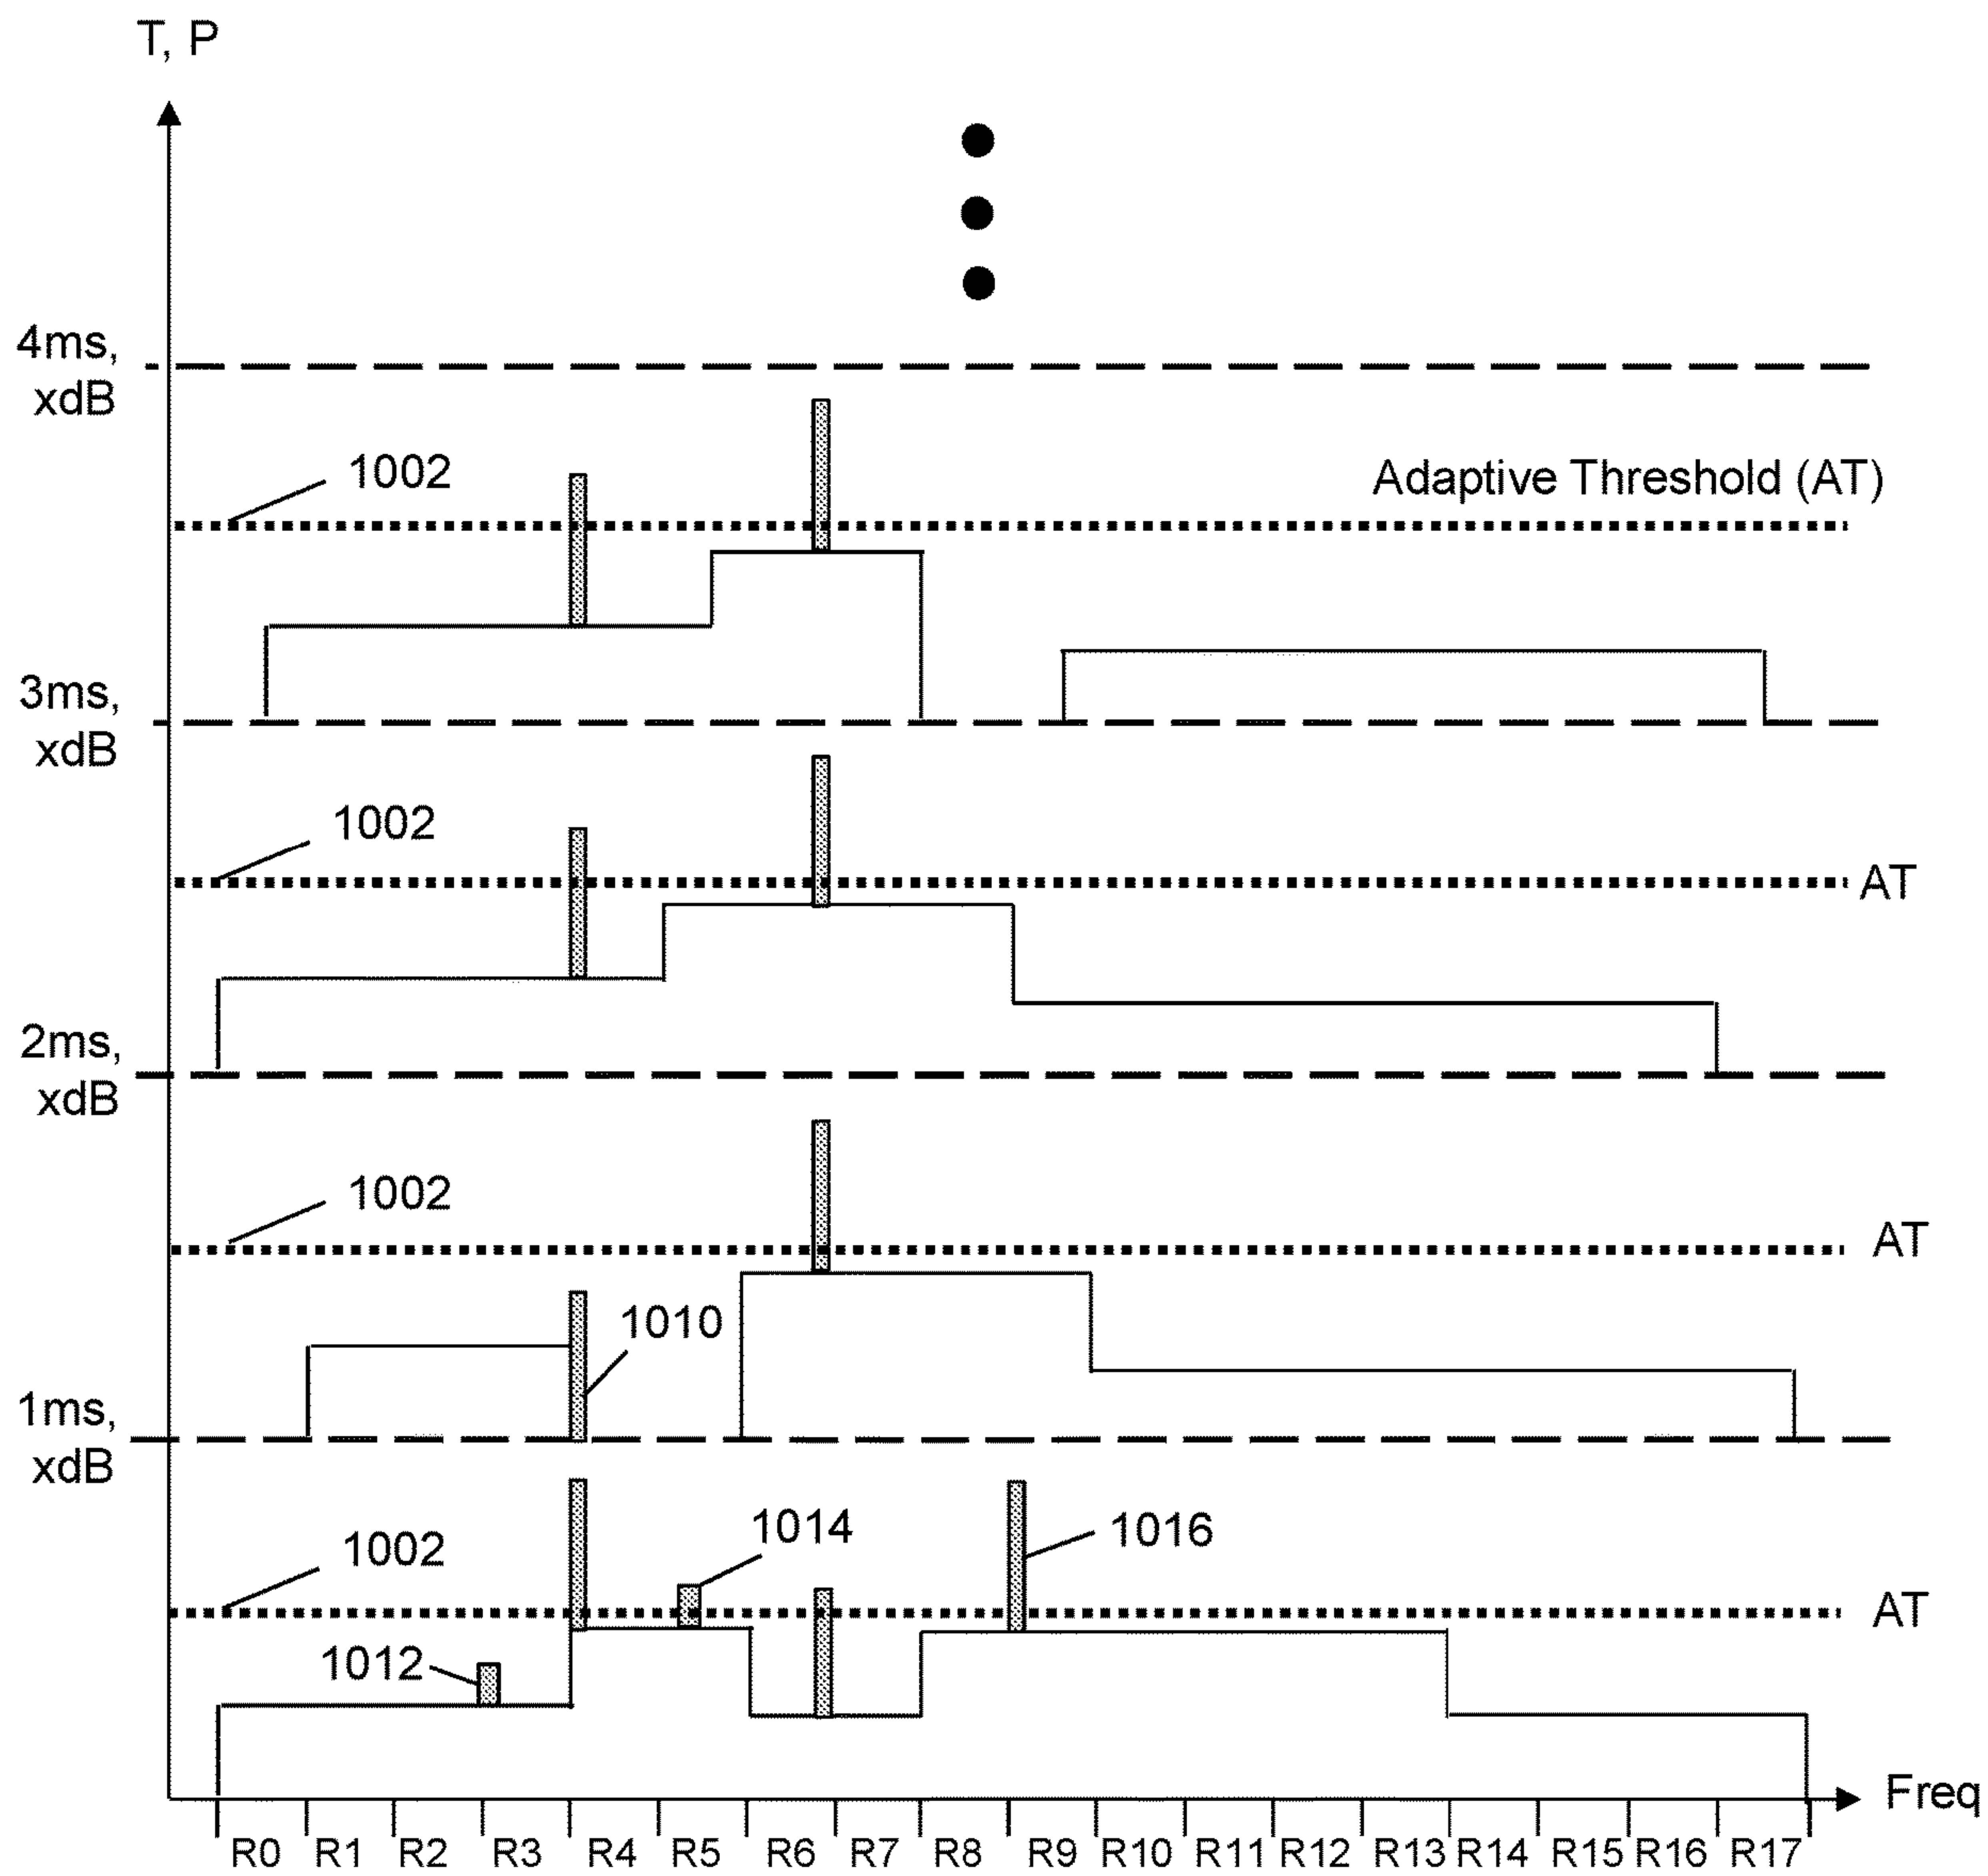 T, P
4ms,
xdB
1002
Adaptive Threshold (AT)
3ms,
xdB
1002
AT
2ms,
xdB
1002
AT
1010
1ms,
xdB
1014
1016
1002
AT
1012
Freq
R0 R1 R2 R3 R4 R5 R6 R7 R8 R9 R10 R11 R12 R13 R14 R15 R16 R17